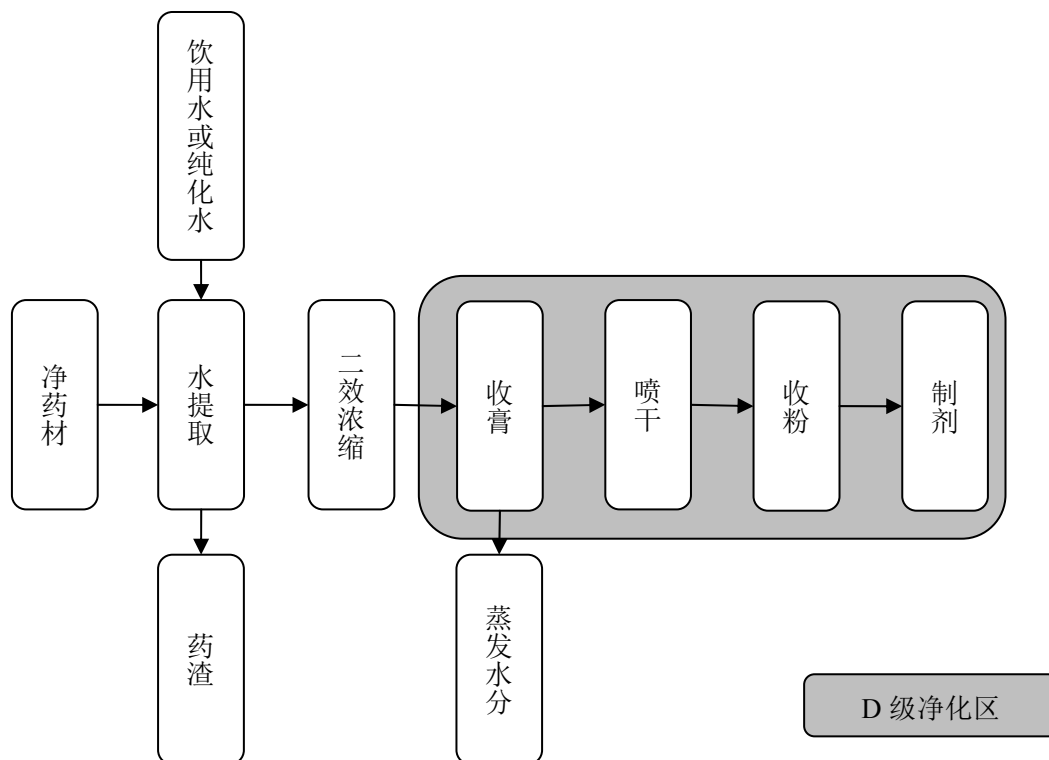 饮用水或纯化水
净药材
水提取
二效浓缩
收膏
喷干
收粉
制剂
药渣
蒸发水分
D 级净化区